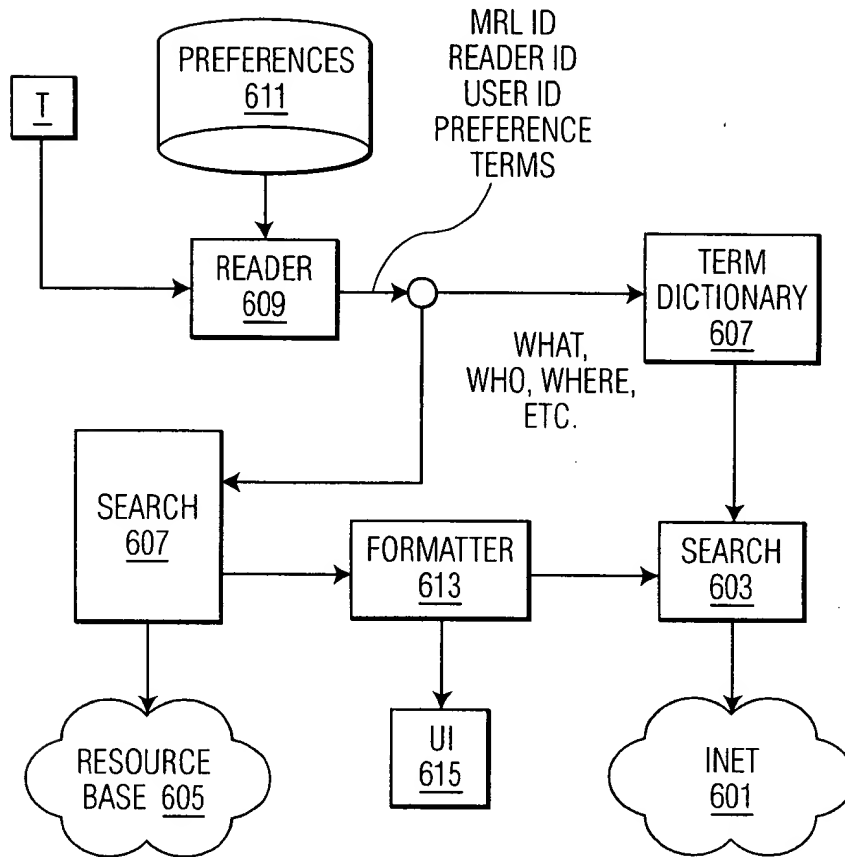 T
PREFERENCES
611
MRL ID
READER ID
USER ID
PREFERENCE
TERMS
READER
609
TERM
DICTIONARY
607
WHAT,
WHO, WHERE,
ETC.
SEARCH
607
FORMATTER
613
SEARCH
603
RESOURCE
BASE 605
UI
615
INET
601